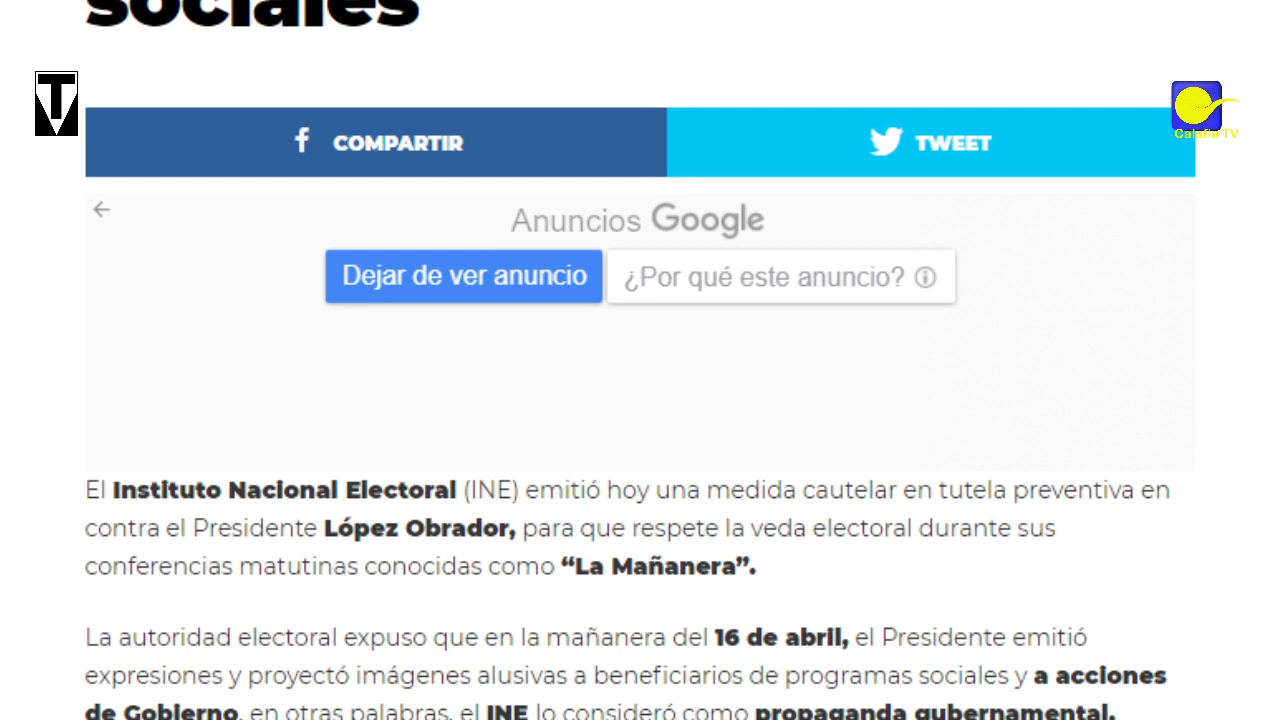 sociales
TV
COMPARTIR
TWEET
Calafia TV
Anuncios Google
Dejar de ver anuncio
¿Por qué este anuncio?
El Instituto Nacional Electoral (INE) emitió hoy una medida cautelar en tutela preventiva en
contra el Presidente López Obrador, para que respete la veda electoral durante sus
conferencias matutinas conocidas como “La Mañanera”.
La autoridad electoral expuso que en la mañanera del 16 de abril, el Presidente emitió
expresiones y proyectó imágenes alusivas a beneficiarios de programas sociales y a acciones
de Gobierno, en otras palabras, el INE lo consideró como propaganda gubernamental.